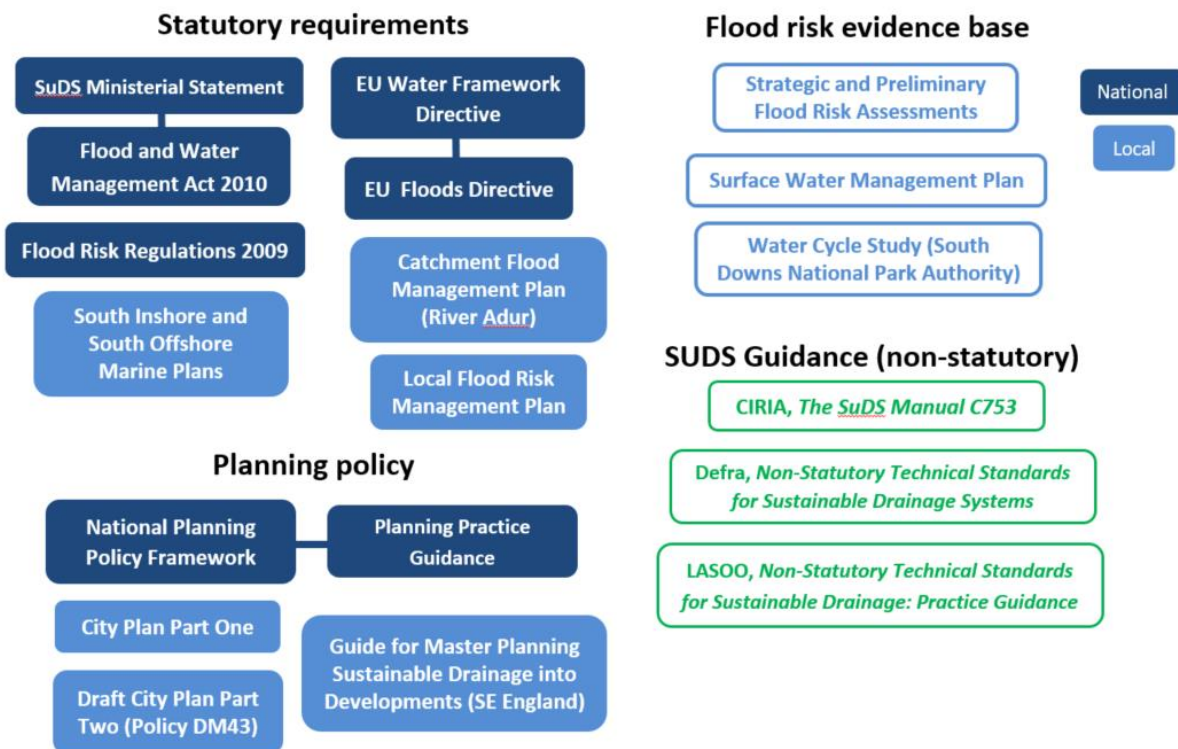 Statutory requirements
SuDS Ministerial Statement
Flood and Water
Management Act 2010
Flood Risk Regulations 2009
South Inshore and
South Offshore
Marine Plans
EU Water Framework
Directive
EU  Floods Directive
Catchment Flood
Management Plan
(River Adur)
Local Flood Risk
Management Plan
Planning policy
National Planning
Policy Framework
Planning Practice
Guidance
City Plan Part One
Draft City Plan Part
Two (Policy DM43)
Guide for Master Planning
Sustainable Drainage into
Developments (SE England)
Flood risk evidence base
Strategic and Preliminary
Flood Risk Assessments
Surface Water Management Plan
Water Cycle Study (South
Downs National Park Authority)
National
Local
SUDS Guidance (non-statutory)
CIRIA, The SuDS Manual C753
Defra, Non-Statutory Technical Standards
for Sustainable Drainage Systems
LASOO, Non-Statutory Technical Standards
for Sustainable Drainage: Practice Guidance